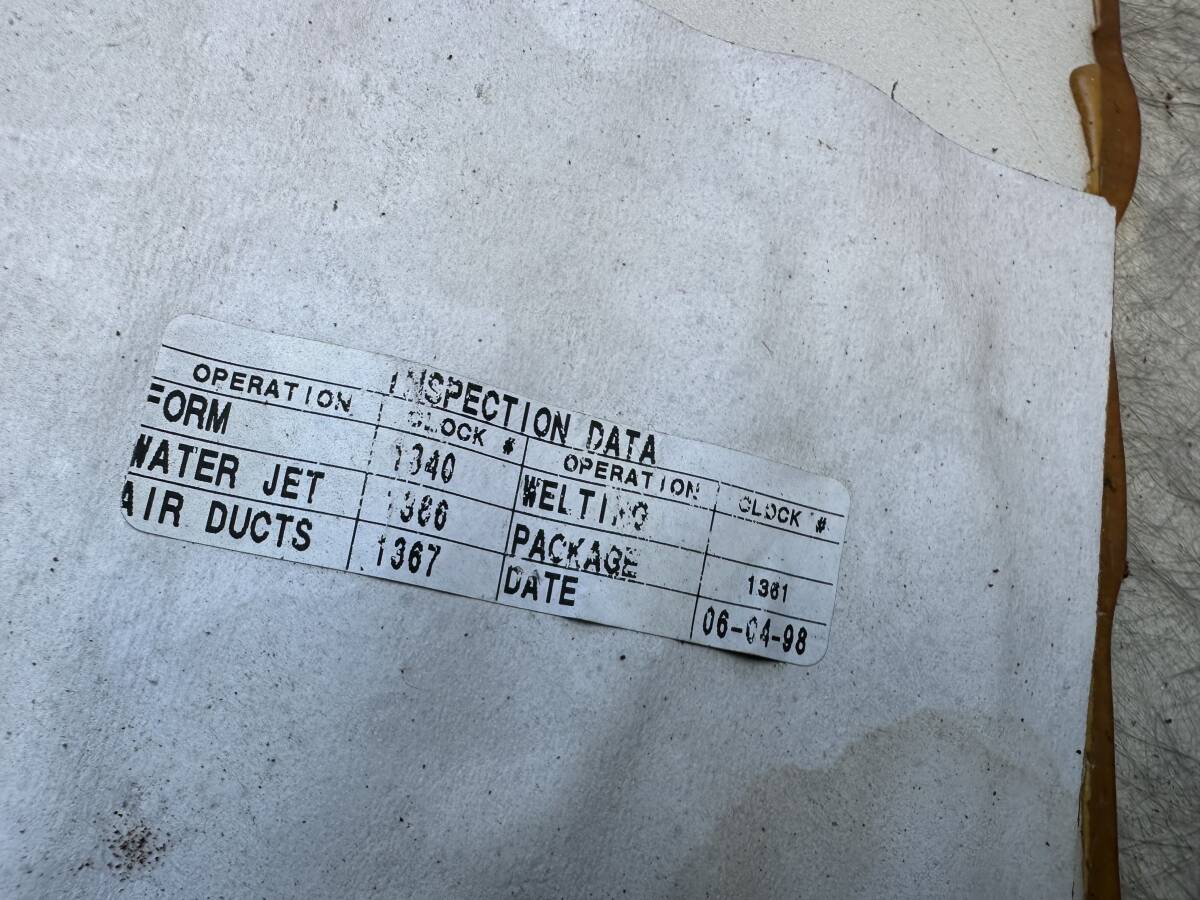 INSPECTION DATA
OPERATION CLOCK # OPERATION CLOCK #
FORM 1340 WELTING
WATER JET 1386 PACKAGE 1361
AIR DUCTS 1367 DATE 06-04-98